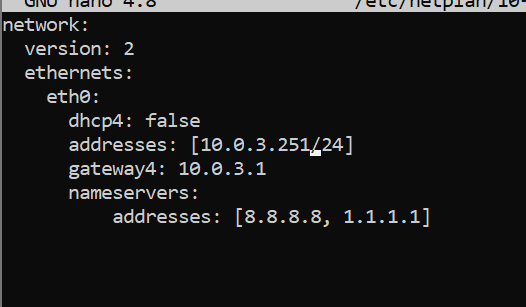 GNU nano 4.8 /etc/netplan/10-
network:
  version: 2
  ethernets:
    eth0:
      dhcp4: false
      addresses: [10.0.3.251/24]
      gateway4: 10.0.3.1
      nameservers:
          addresses: [8.8.8.8, 1.1.1.1]